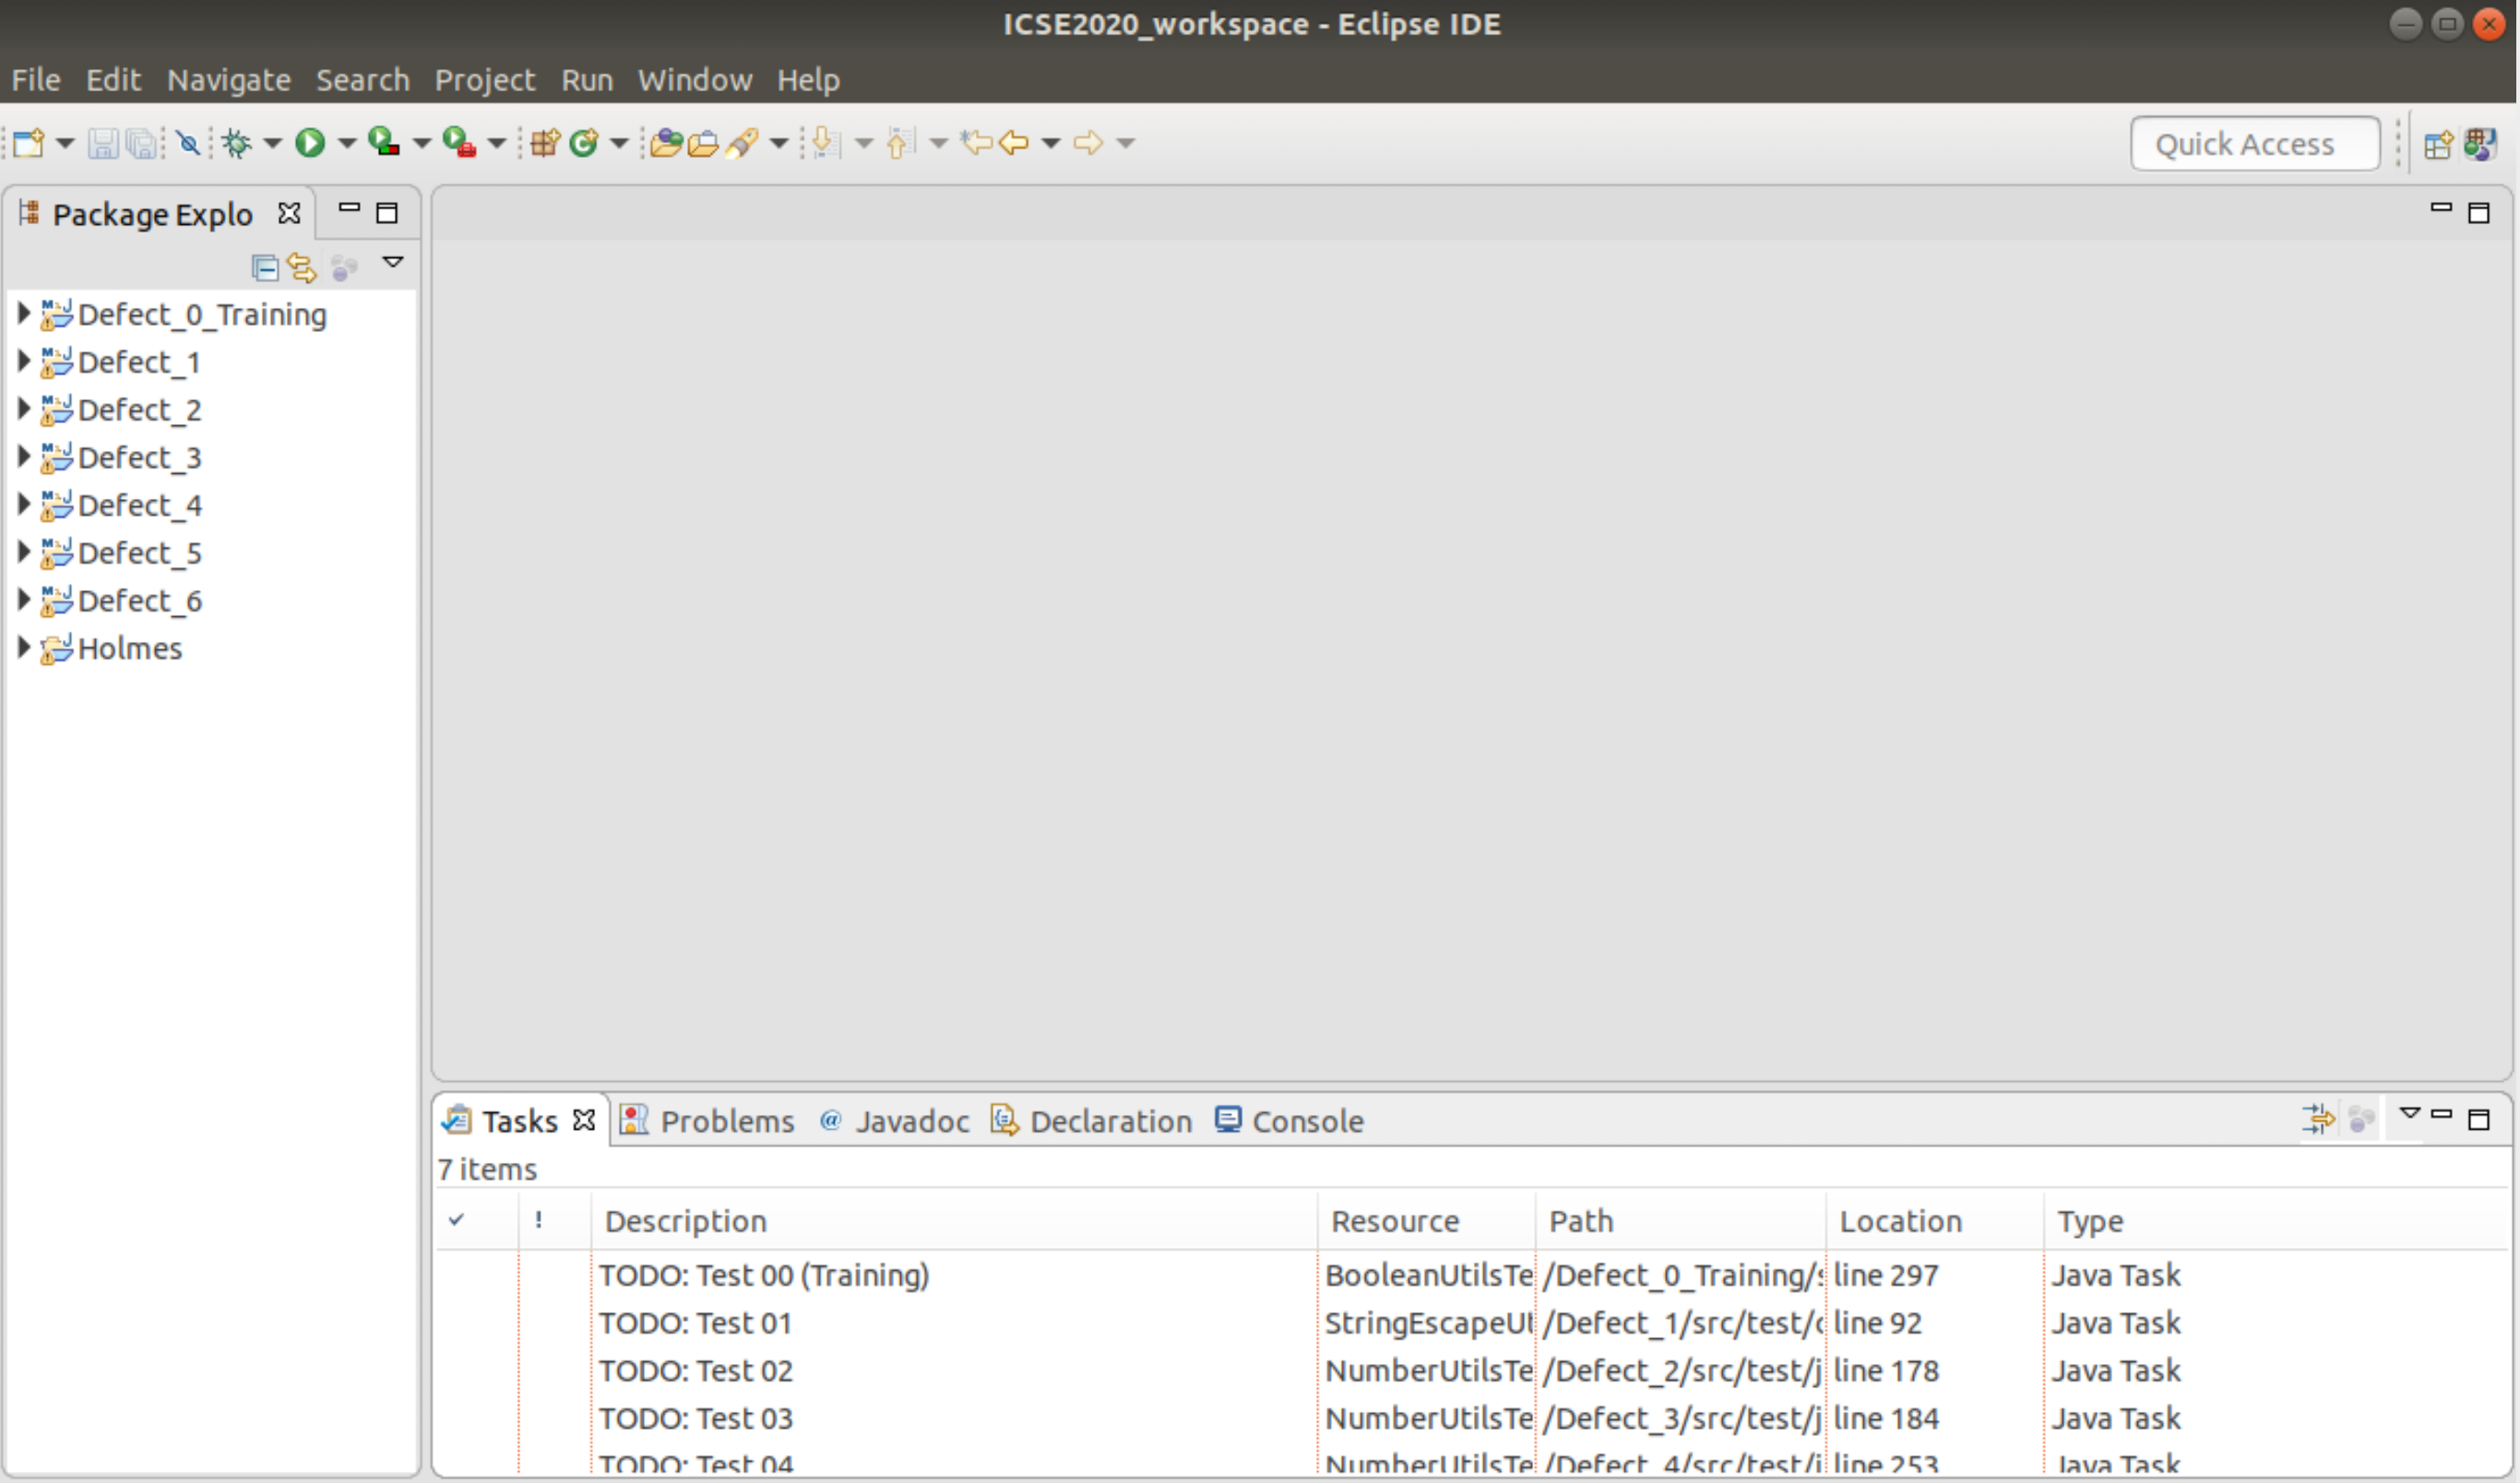 ICSE2020_workspace - Eclipse IDE
File Edit Navigate Search Project Run Window Help
Quick Access
Package Explo
Defect_0_Training
Defect_1
Defect_2
Defect_3
Defect_4
Defect_5
Defect_6
Holmes
Tasks Problems @ Javadoc Declaration Console
7 items
! Description Resource Path Location Type
TODO: Test 00 (Training) BooleanUtilsTe /Defect_0_Training/s line 297 Java Task
TODO: Test 01 StringEscapeUt /Defect_1/src/test/c line 92 Java Task
TODO: Test 02 NumberUtilsTe /Defect_2/src/test/j line 178 Java Task
TODO: Test 03 NumberUtilsTe /Defect_3/src/test/j line 184 Java Task
TODO: Test 04 NumberUtilsTe /Defect_4/src/test/j line 253 Java Task